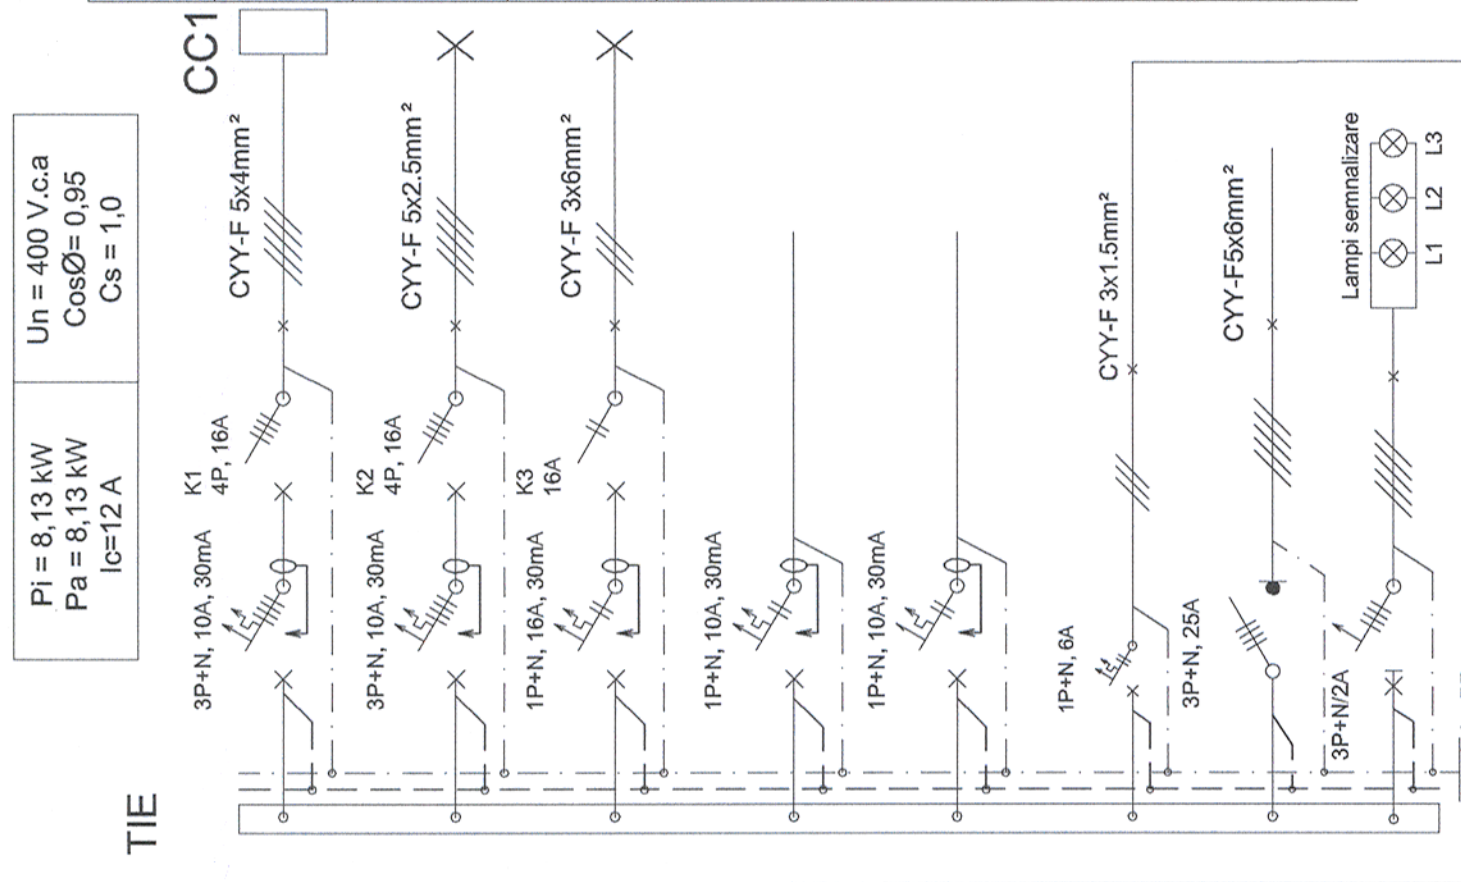 TIE
Pi = 8,13 kW
Pa = 8,13 kW
Ic=12 A
Un = 400 V.c.a
CosØ= 0,95
Cs = 1,0
3P+N, 10A, 30mA
K1
4P, 16A
CYY-F 5x4mm²
CC1
3P+N, 10A, 30mA
K2
4P, 16A
CYY-F 5x2.5mm²
1P+N, 16A, 30mA
K3
16A
CYY-F 3x6mm²
1P+N, 10A, 30mA
1P+N, 10A, 30mA
1P+N, 6A
CYY-F 3x1.5mm²
3P+N, 25A
CYY-F5x6mm²
3P+N/2A
Lampi semnalizare
L1
L2
L3